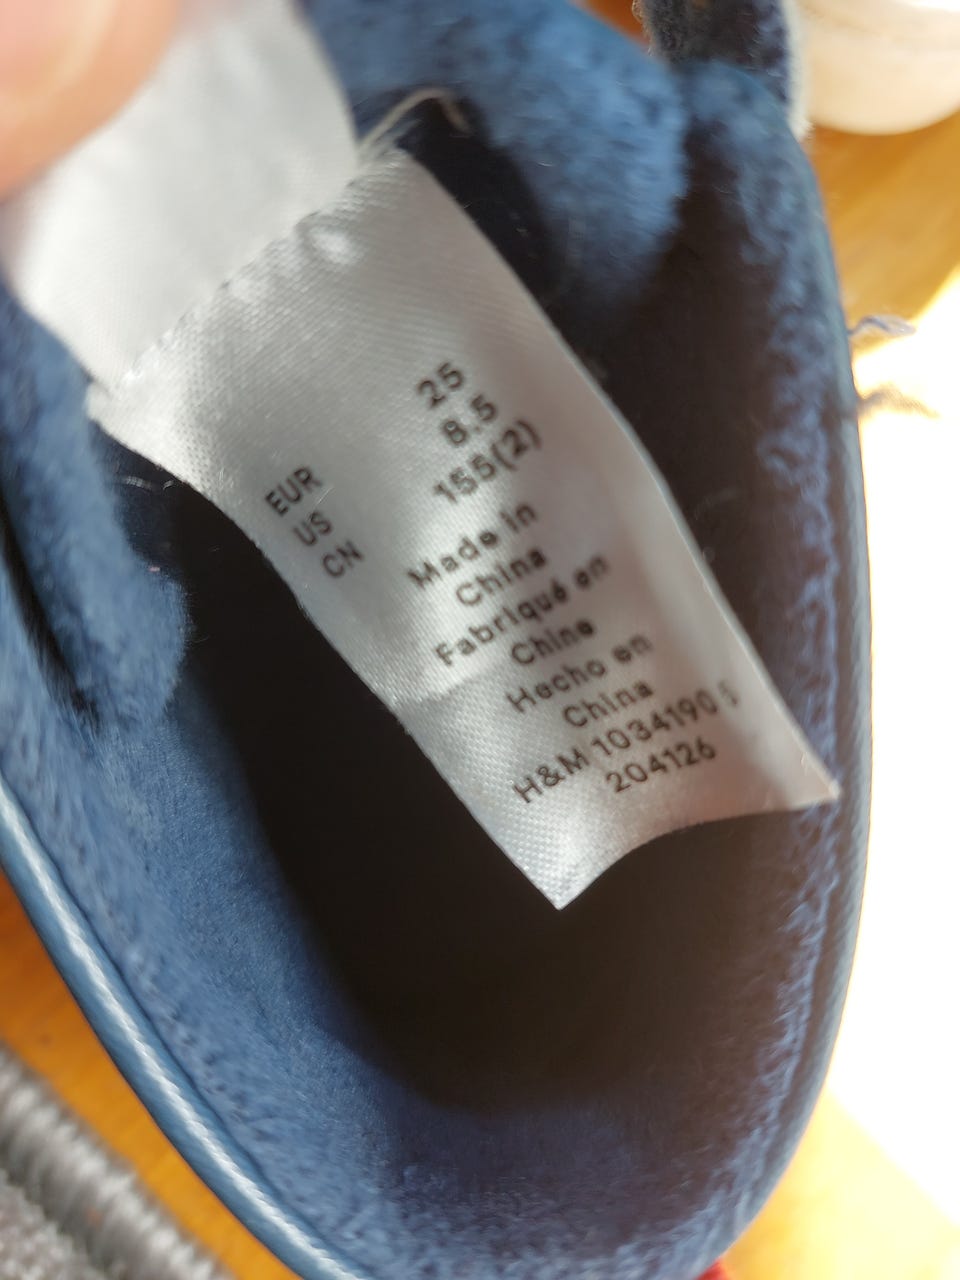 EUR 25
US 8.5
CN 155(2)
Made in
China
Fabriqué en
Chine
Hecho en
China
H&M 1034190
204126